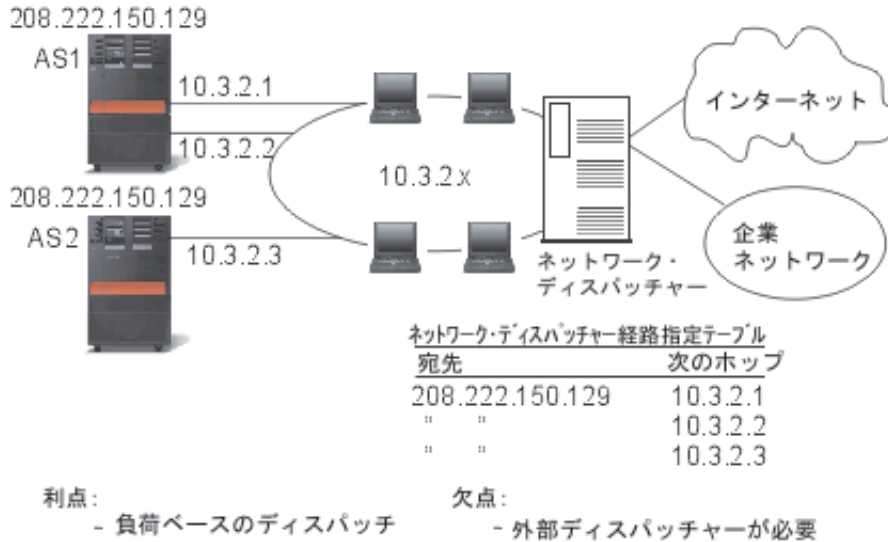 208.222.150.129
AS1
10.3.2.1
10.3.2.2
208.222.150.129
AS2
10.3.2.3
10.3.2.x
インターネット
企業
ネットワーク
ネットワーク・
ディスパッチャー
ネットワーク・ディスパッチャー経路指定テーブル
宛先 次のホップ
208.222.150.129 10.3.2.1
" " 10.3.2.2
" " 10.3.2.3
利点:
- 負荷ベースのディスパッチ
欠点:
- 外部ディスパッチャーが必要